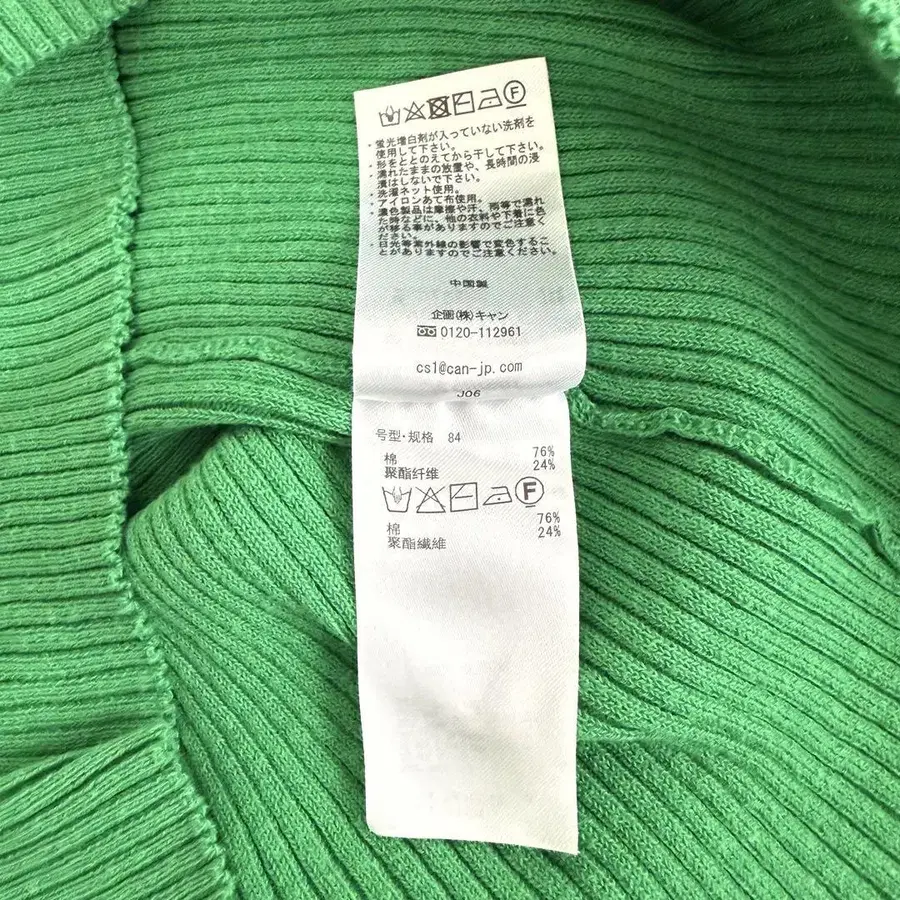 ・蛍光増白剤が入っていない洗剤を
使用して下さい。
・形をととのえてから干して下さい。
・濡れたままの放置や、長時間の浸
漬はしないで下さい。
・洗濯ネット使用。
・アイロンあて布使用。
・濃色製品は摩擦や汗、雨等で濡れ
た時などに、他の衣料や下着に色
が移る事がありますのでご注意く
ださい。
・日光等紫外線の影響で変色するこ
とがありますのでご注意ください。
中国製
企画(株)キャン
0120-112961
cs1@can-jp.com
J06
号型·规格 84
棉 76%
聚酯纤维 24%
F
棉 76%
聚酯纖維 24%